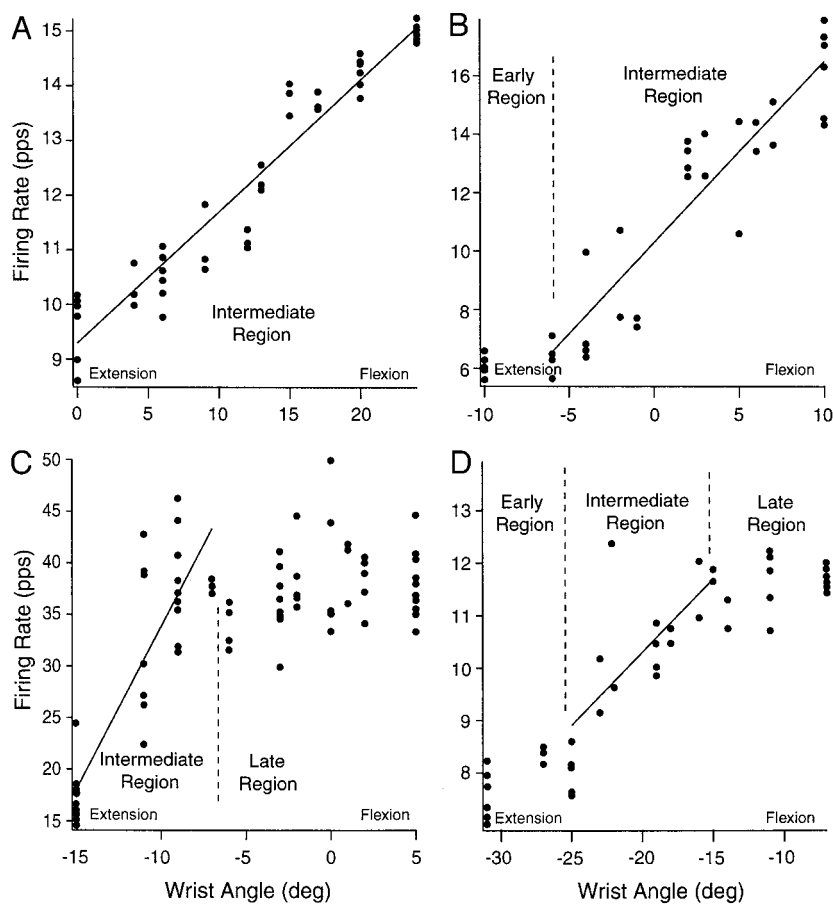 A
B
Firing Rate (pps)
15
14
13
12
11
10
9
Intermediate
Region
Extension
Flexion
0
5
10
15
20
16
14
12
10
8
6
Early
Region
Intermediate
Region
Extension
Flexion
-10
-5
0
5
10
C
D
Firing Rate (pps)
50
45
40
35
30
25
20
15
Intermediate
Region
Late
Region
Extension
Flexion
-15
-10
-5
0
5
Wrist Angle (deg)
13
12
11
10
9
8
Early
Region
Intermediate
Region
Late
Region
Extension
Flexion
-30
-25
-20
-15
-10
Wrist Angle (deg)